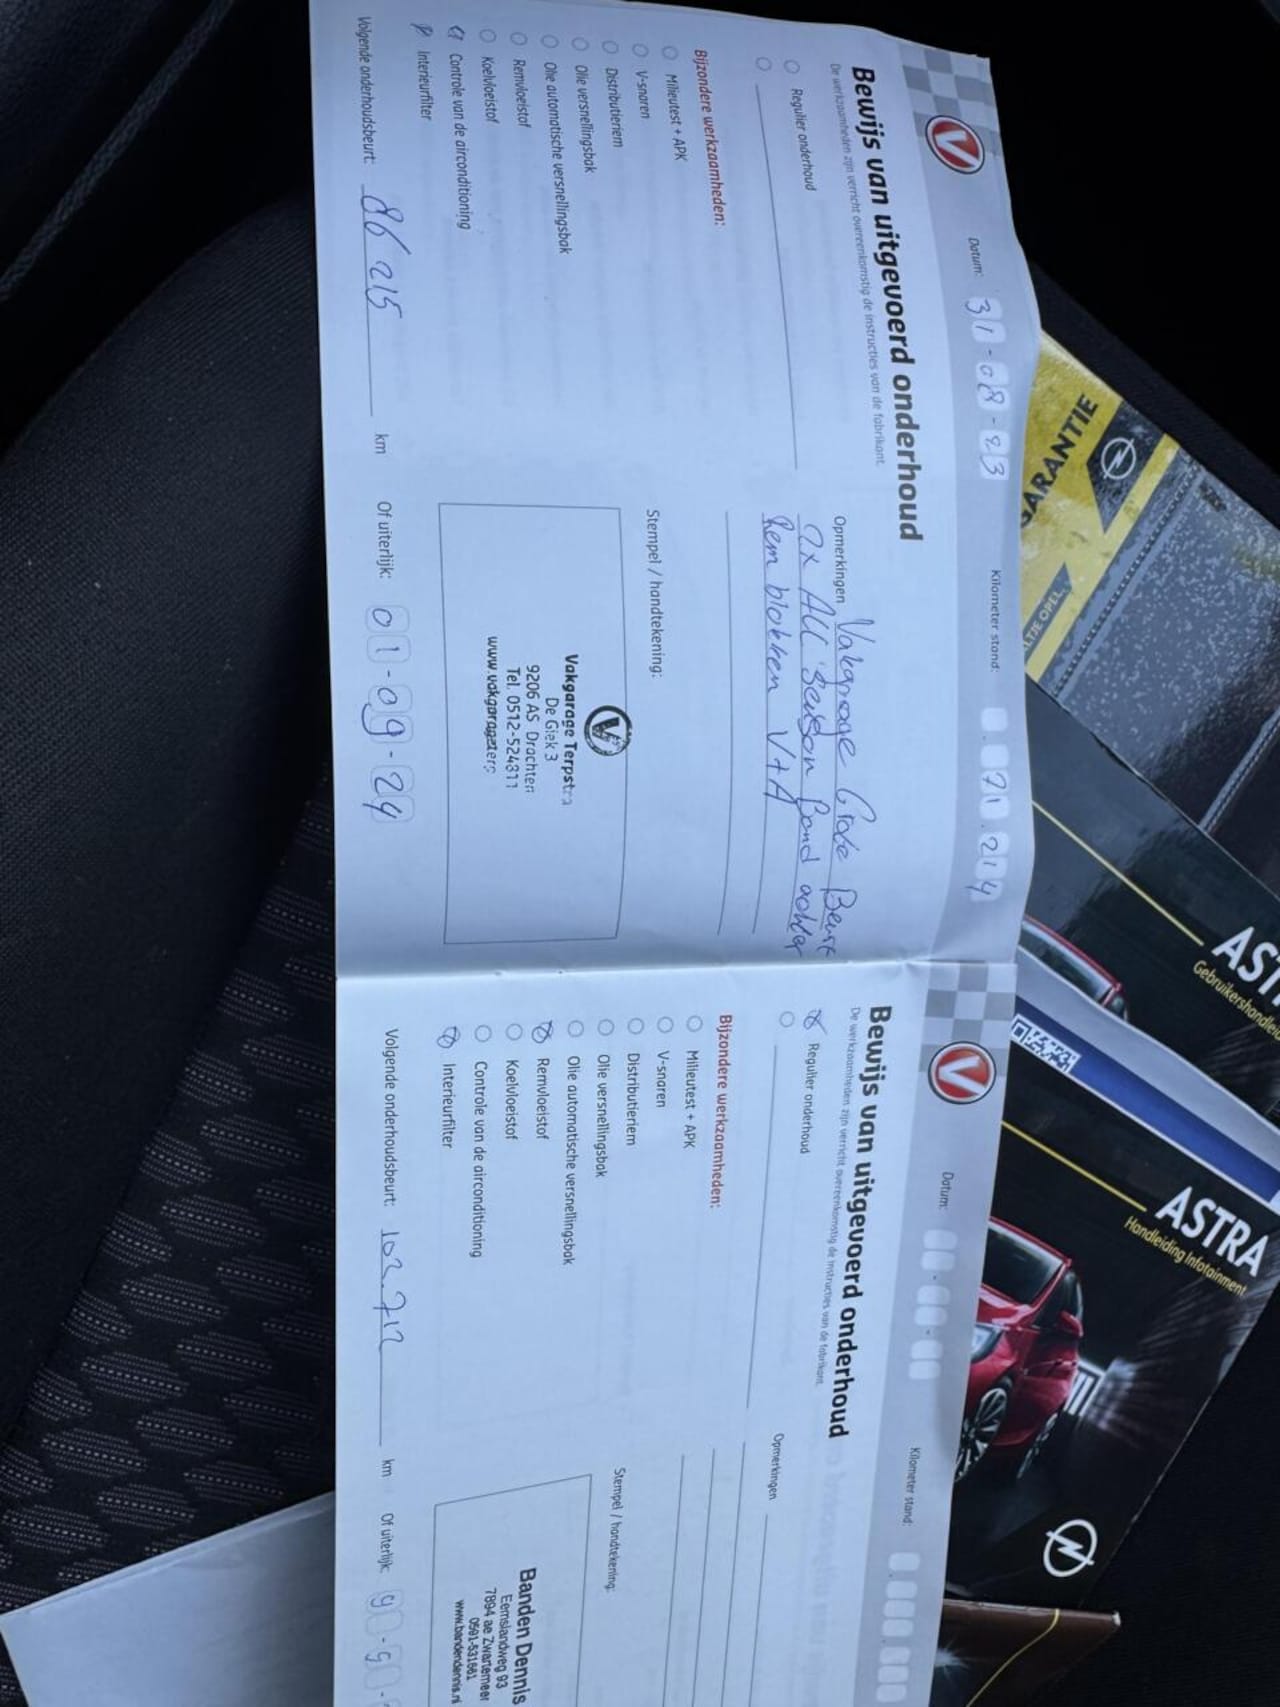 Datum: 31-08-23
Kilometer stand: 71.214
Bewijs van uitgevoerd onderhoud
De werkzaamheden zijn verricht overeenkomstig de instructies van de fabrikant.
Regulier onderhoud
Opmerkingen Vakgarage Grote Beurt
All Season Band achter
Rem blokken V+A
Bijzondere werkzaamheden:
Milieutest + APK
V-snaren
Distributieriem
Olie versnellingsbak
Olie automatische versnellingsbak
Remvloeistof
Koelvloeistof
Controle van de airconditioning
Interieurfilter
Stempel / handtekening:
V
Vakgarage Terpstra
De Giek 3
9206 AS Drachten
Tel. 0512-524311
Volgende onderhoudsbeurt: 86 215 km Of uiterlijk: 01-09-24
Datum:
Kilometer stand:
Bewijs van uitgevoerd onderhoud
De werkzaamheden zijn verricht overeenkomstig de instructies van de fabrikant.
Regulier onderhoud
Opmerkingen
Bijzondere werkzaamheden:
Milieutest + APK
V-snaren
Distributieriem
Olie versnellingsbak
Olie automatische versnellingsbak
Remvloeistof
Koelvloeistof
Controle van de airconditioning
Interieurfilter
Stempel / handtekening:
Banden Dennis
Eemslandweg 93
7894 ae Zwartemeer
0591-531661
www.bandendennis.nl
Volgende onderhoudsbeurt: 103 712 km Of uiterlijk: 9-5-
GARANTIE
OPEL
AST
Gebruikershandlei
ASTRA
Handleiding Infotainment